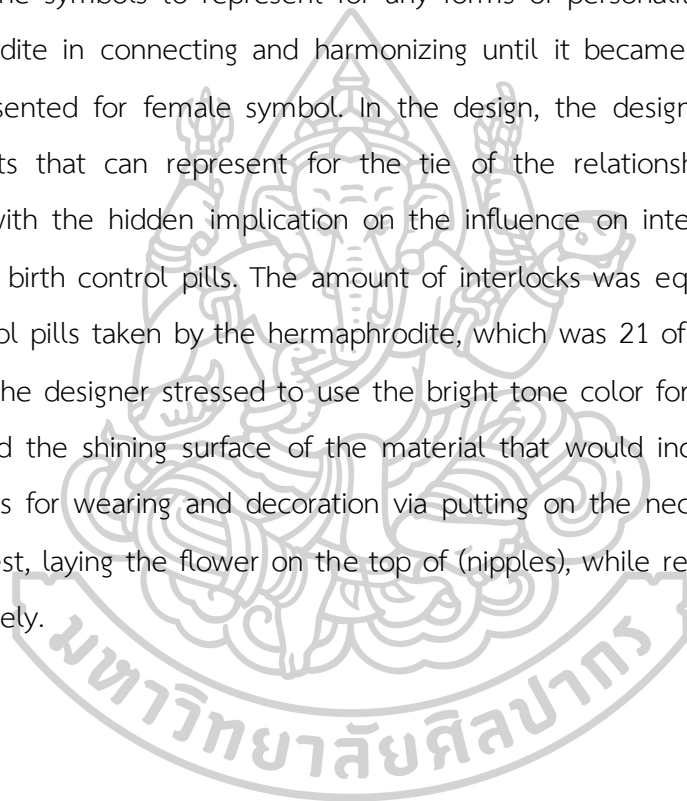 symbols to represent for any forms of personali
dite in connecting and harmonizing until it became
sented for female symbol. In the design, the design
ts that can represent for the tie of the relationsh
with the hidden implication on the influence on inte
birth control pills. The amount of interlocks was eq
ol pills taken by the hermaphrodite, which was 21 of
he designer stressed to use the bright tone color for
d the shining surface of the material that would inc
s for wearing and decoration via putting on the nec
est, laying the flower on the top of (nipples), while re
ely.
มหาวิทยาลัยศิลปากร